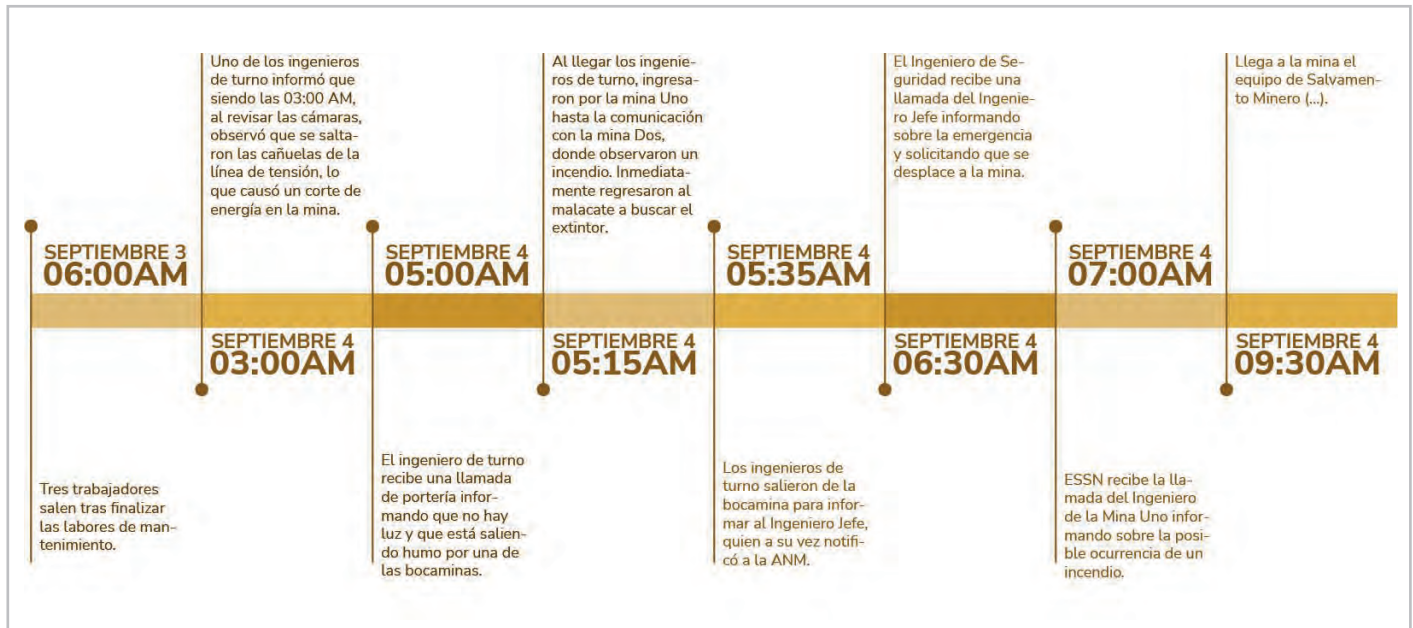 SEPTIEMBRE 3
06:00AM
Tres trabajadores
salen tras finalizar
las labores de man-
tenimiento.
Uno de los ingenieros
de turno informó que
siendo las 03:00 AM,
al revisar las cámaras,
observó que se salta-
ron las cañuelas de la
línea de tensión, lo
que causó un corte de
energía en la mina.
SEPTIEMBRE 4
03:00AM
SEPTIEMBRE 4
05:00AM
El ingeniero de turno
recibe una llamada
de portería infor-
mando que no hay
luz y que está salien-
do humo por una de
las bocaminas.
Al llegar los ingenie-
ros de turno, ingresa-
ron por la mina Uno
hasta la comunicación
con la mina Dos,
donde observaron un
incendio. Inmediata-
mente regresaron al
malacate a buscar el
extintor.
SEPTIEMBRE 4
05:15AM
SEPTIEMBRE 4
05:35AM
Los ingenieros de
turno salieron de la
bocamina para infor-
mar al Ingeniero Jefe,
quien a su vez notifi-
có a la ANM.
El Ingeniero de Se-
guridad recibe una
llamada del Ingenie-
ro Jefe informando
sobre la emergencia
y solicitando que se
desplace a la mina.
SEPTIEMBRE 4
06:30AM
SEPTIEMBRE 4
07:00AM
ESSN recibe la lla-
mada del Ingeniero
de la Mina Uno infor-
mando sobre la posi-
ble ocurrencia de un
incendio.
Llega a la mina el
equipo de Salvamen-
to Minero (...).
SEPTIEMBRE 4
09:30AM